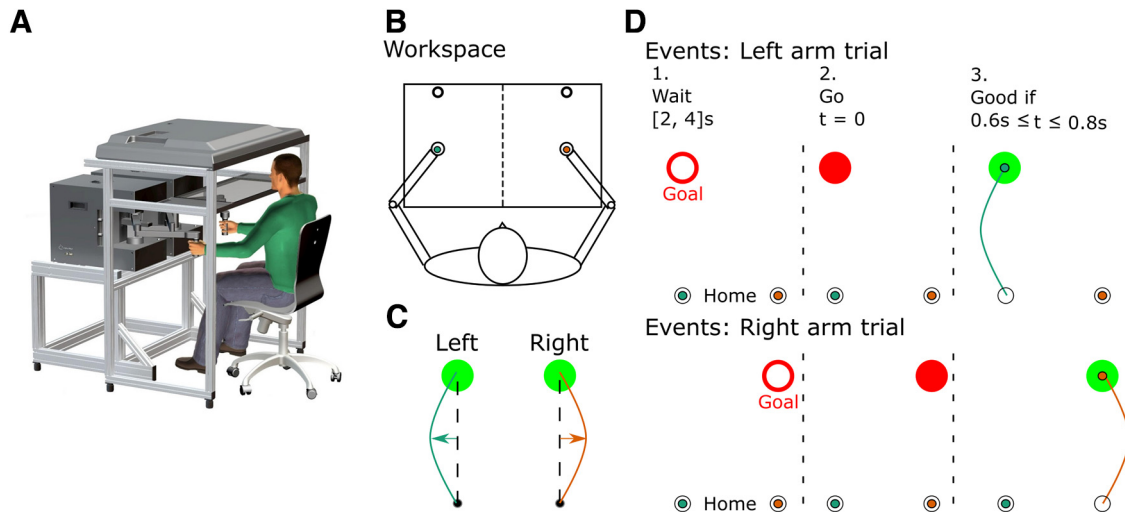 A
B
Workspace
C
Left Right
D
Events: Left arm trial
1. 2. 3.
Wait Go Good if
[2, 4]s t = 0 0.6s ≤ t ≤ 0.8s
Goal
Home
Events: Right arm trial
Goal
Home